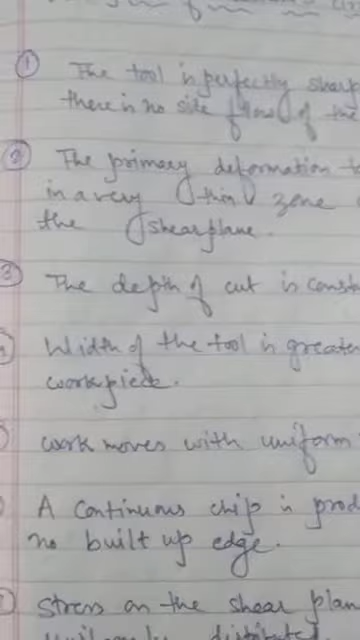 ① The tool is perfectly sharp
there is no side flow of the
② The primary deformation t
in a very thin zone
the shear plane.
③ The depth of cut is const
Width of the tool is greater
workpiece.
work moves with uniform
A continuous chip is prod
no built up edge.
stress on the shear plan